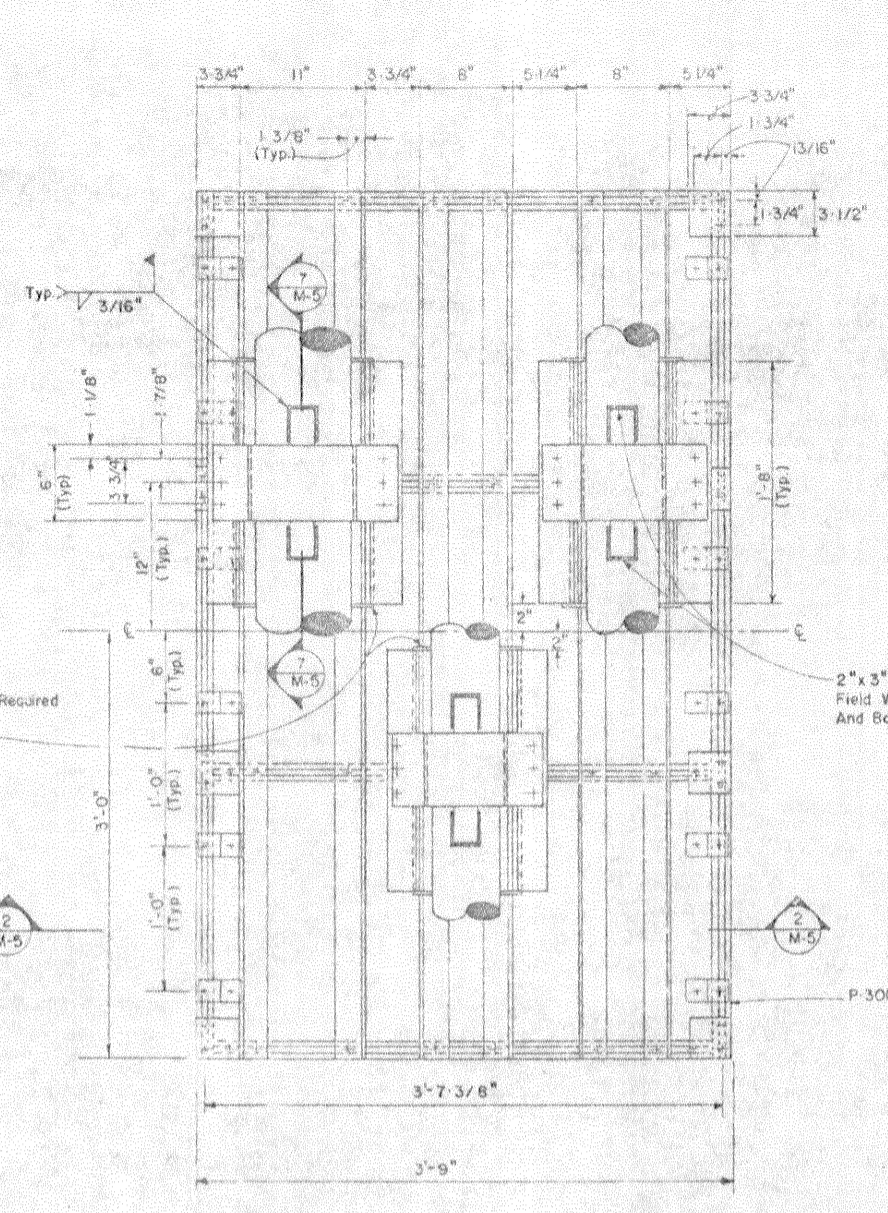 3·3/4" 11" 3·3/4" 8" 5·1/4" 8" 5 1/4"
3·3/4"
1·3/4"
13/16"
1 3/8"
(Typ.)
1·3/4" 3·1/2"
7
M-5
Typ.
3/16"
1 1/8"
1 7/8"
6"
(Typ)
3 3/4"
1'-8"
(Typ.)
12"
(Typ.)
2"
2"
℄ ℄
7
M-5
6"
(Typ.)
2"x 3"
Field W
And Bo
Required
3'-0"
1'-0"
(Typ.)
1'-0"
(Typ.)
2
M-5
2
M-5
P-300
3'-7·3/8"
3'-9"